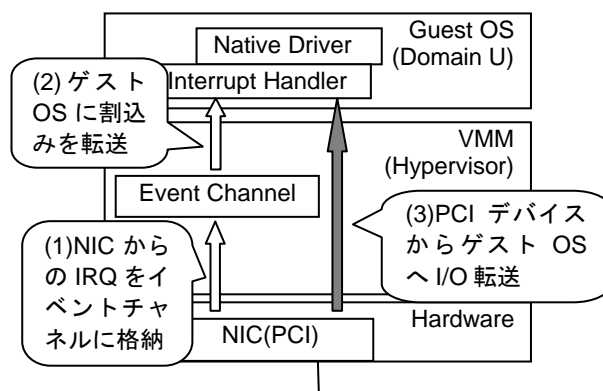 Guest OS
(Domain U)
Native Driver
Interrupt Handler
(2) ゲスト
OS に割込
みを転送
VMM
(Hypervisor)
Event Channel
(3)PCI デバイス
からゲスト OS
へ I/O 転送
(1)NIC から
の IRQ をイ
ベントチャ
ネルに格納
Hardware
NIC(PCI)